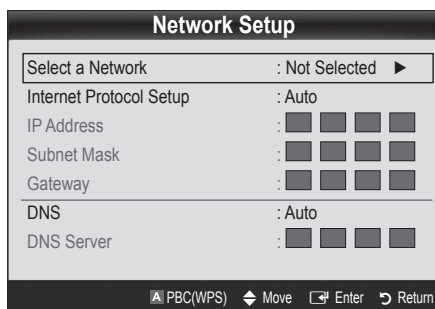 Network Setup
Select a Network : Not Selected ►
Internet Protocol Setup : Auto
IP Address :
Subnet Mask :
Gateway :
DNS : Auto
DNS Server :
A PBC(WPS) Move Enter Return